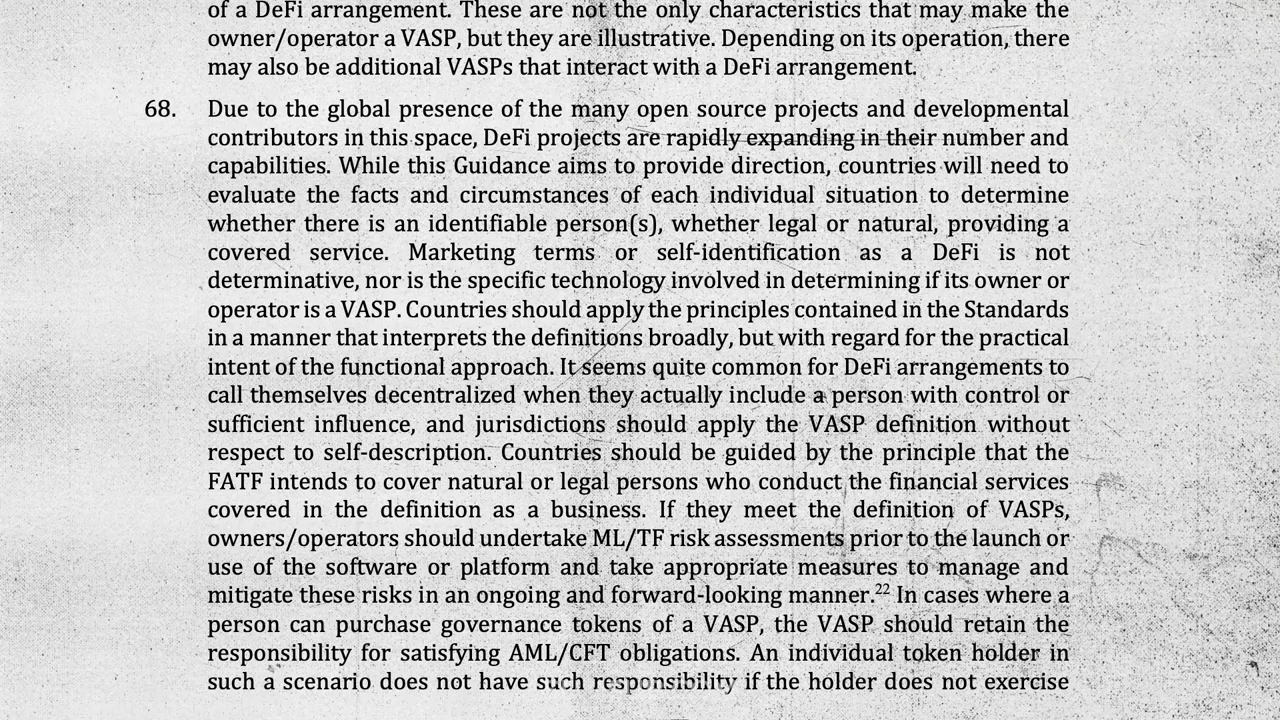 of a DeFi arrangement. These are not the only characteristics that may make the
owner/operator a VASP, but they are illustrative. Depending on its operation, there
may also be additional VASPs that interact with a DeFi arrangement.
68. Due to the global presence of the many open source projects and developmental
contributors in this space, DeFi projects are rapidly expanding in their number and
capabilities. While this Guidance aims to provide direction, countries will need to
evaluate the facts and circumstances of each individual situation to determine
whether there is an identifiable person(s), whether legal or natural, providing a
covered service. Marketing terms or self-identification as a DeFi is not
determinative, nor is the specific technology involved in determining if its owner or
operator is a VASP. Countries should apply the principles contained in the Standards
in a manner that interprets the definitions broadly, but with regard for the practical
intent of the functional approach. It seems quite common for DeFi arrangements to
call themselves decentralized when they actually include a person with control or
sufficient influence, and jurisdictions should apply the VASP definition without
respect to self-description. Countries should be guided by the principle that the
FATF intends to cover natural or legal persons who conduct the financial services
covered in the definition as a business. If they meet the definition of VASPs,
owners/operators should undertake ML/TF risk assessments prior to the launch or
use of the software or platform and take appropriate measures to manage and
mitigate these risks in an ongoing and forward-looking manner.22 In cases where a
person can purchase governance tokens of a VASP, the VASP should retain the
responsibility for satisfying AML/CFT obligations. An individual token holder in
such a scenario does not have such responsibility if the holder does not exercise